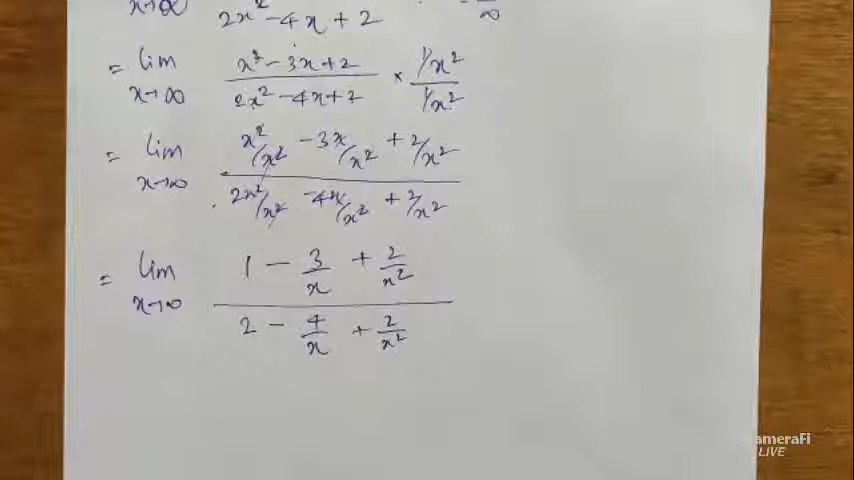 x→∞ 2x² - 4x + 2 ∞
= lim x→∞ (x² - 3x + 2)/(2x² - 4x + 2) × (1/x²)/(1/x²)
= lim x→∞ (x²/x² - 3x/x² + 2/x²)/(2x²/x² - 4x/x² + 2/x²)
= lim x→∞ (1 - 3/x + 2/x²)/(2 - 4/x + 2/x²)
ameraFi
LIVE